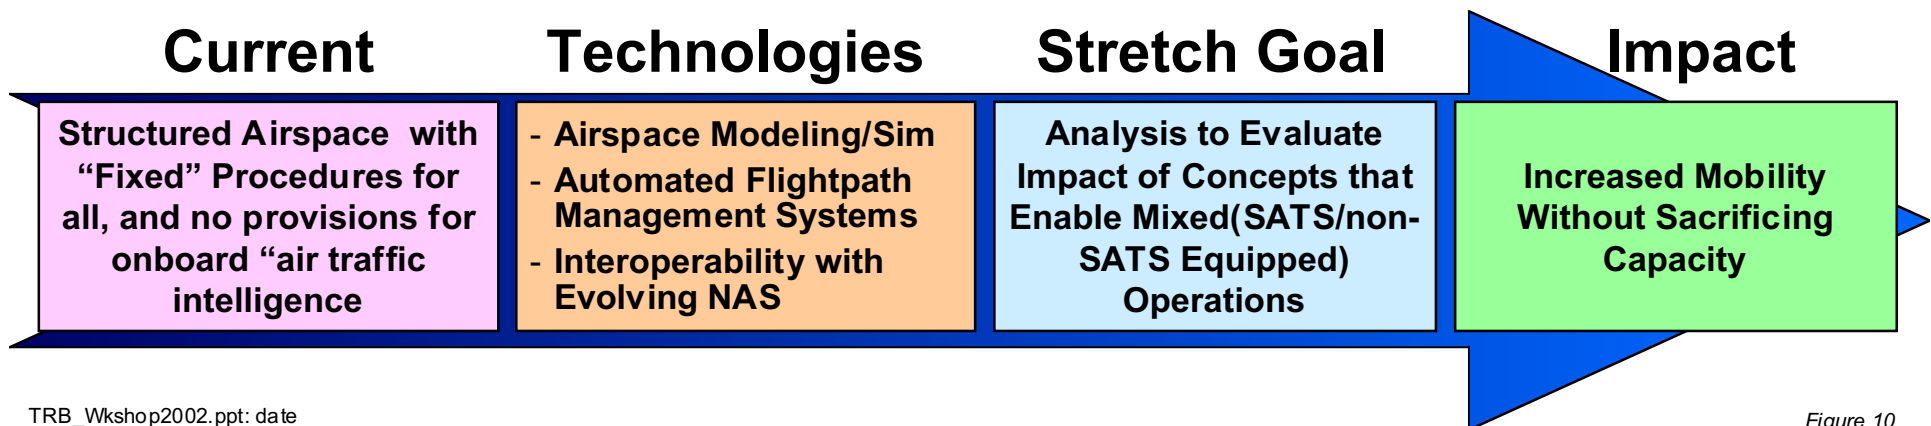 Current
Technologies
Stretch Goal
Impact
Structured Airspace with
“Fixed” Procedures for
all, and no provisions for
onboard “air traffic
intelligence
- Airspace Modeling/Sim
- Automated Flightpath
Management Systems
- Interoperability with
Evolving NAS
Analysis to Evaluate
Impact of Concepts that
Enable Mixed(SATS/non-
SATS Equipped)
Operations
Increased Mobility
Without Sacrificing
Capacity
TRB_Wkshop2002.ppt: date
Figure 10